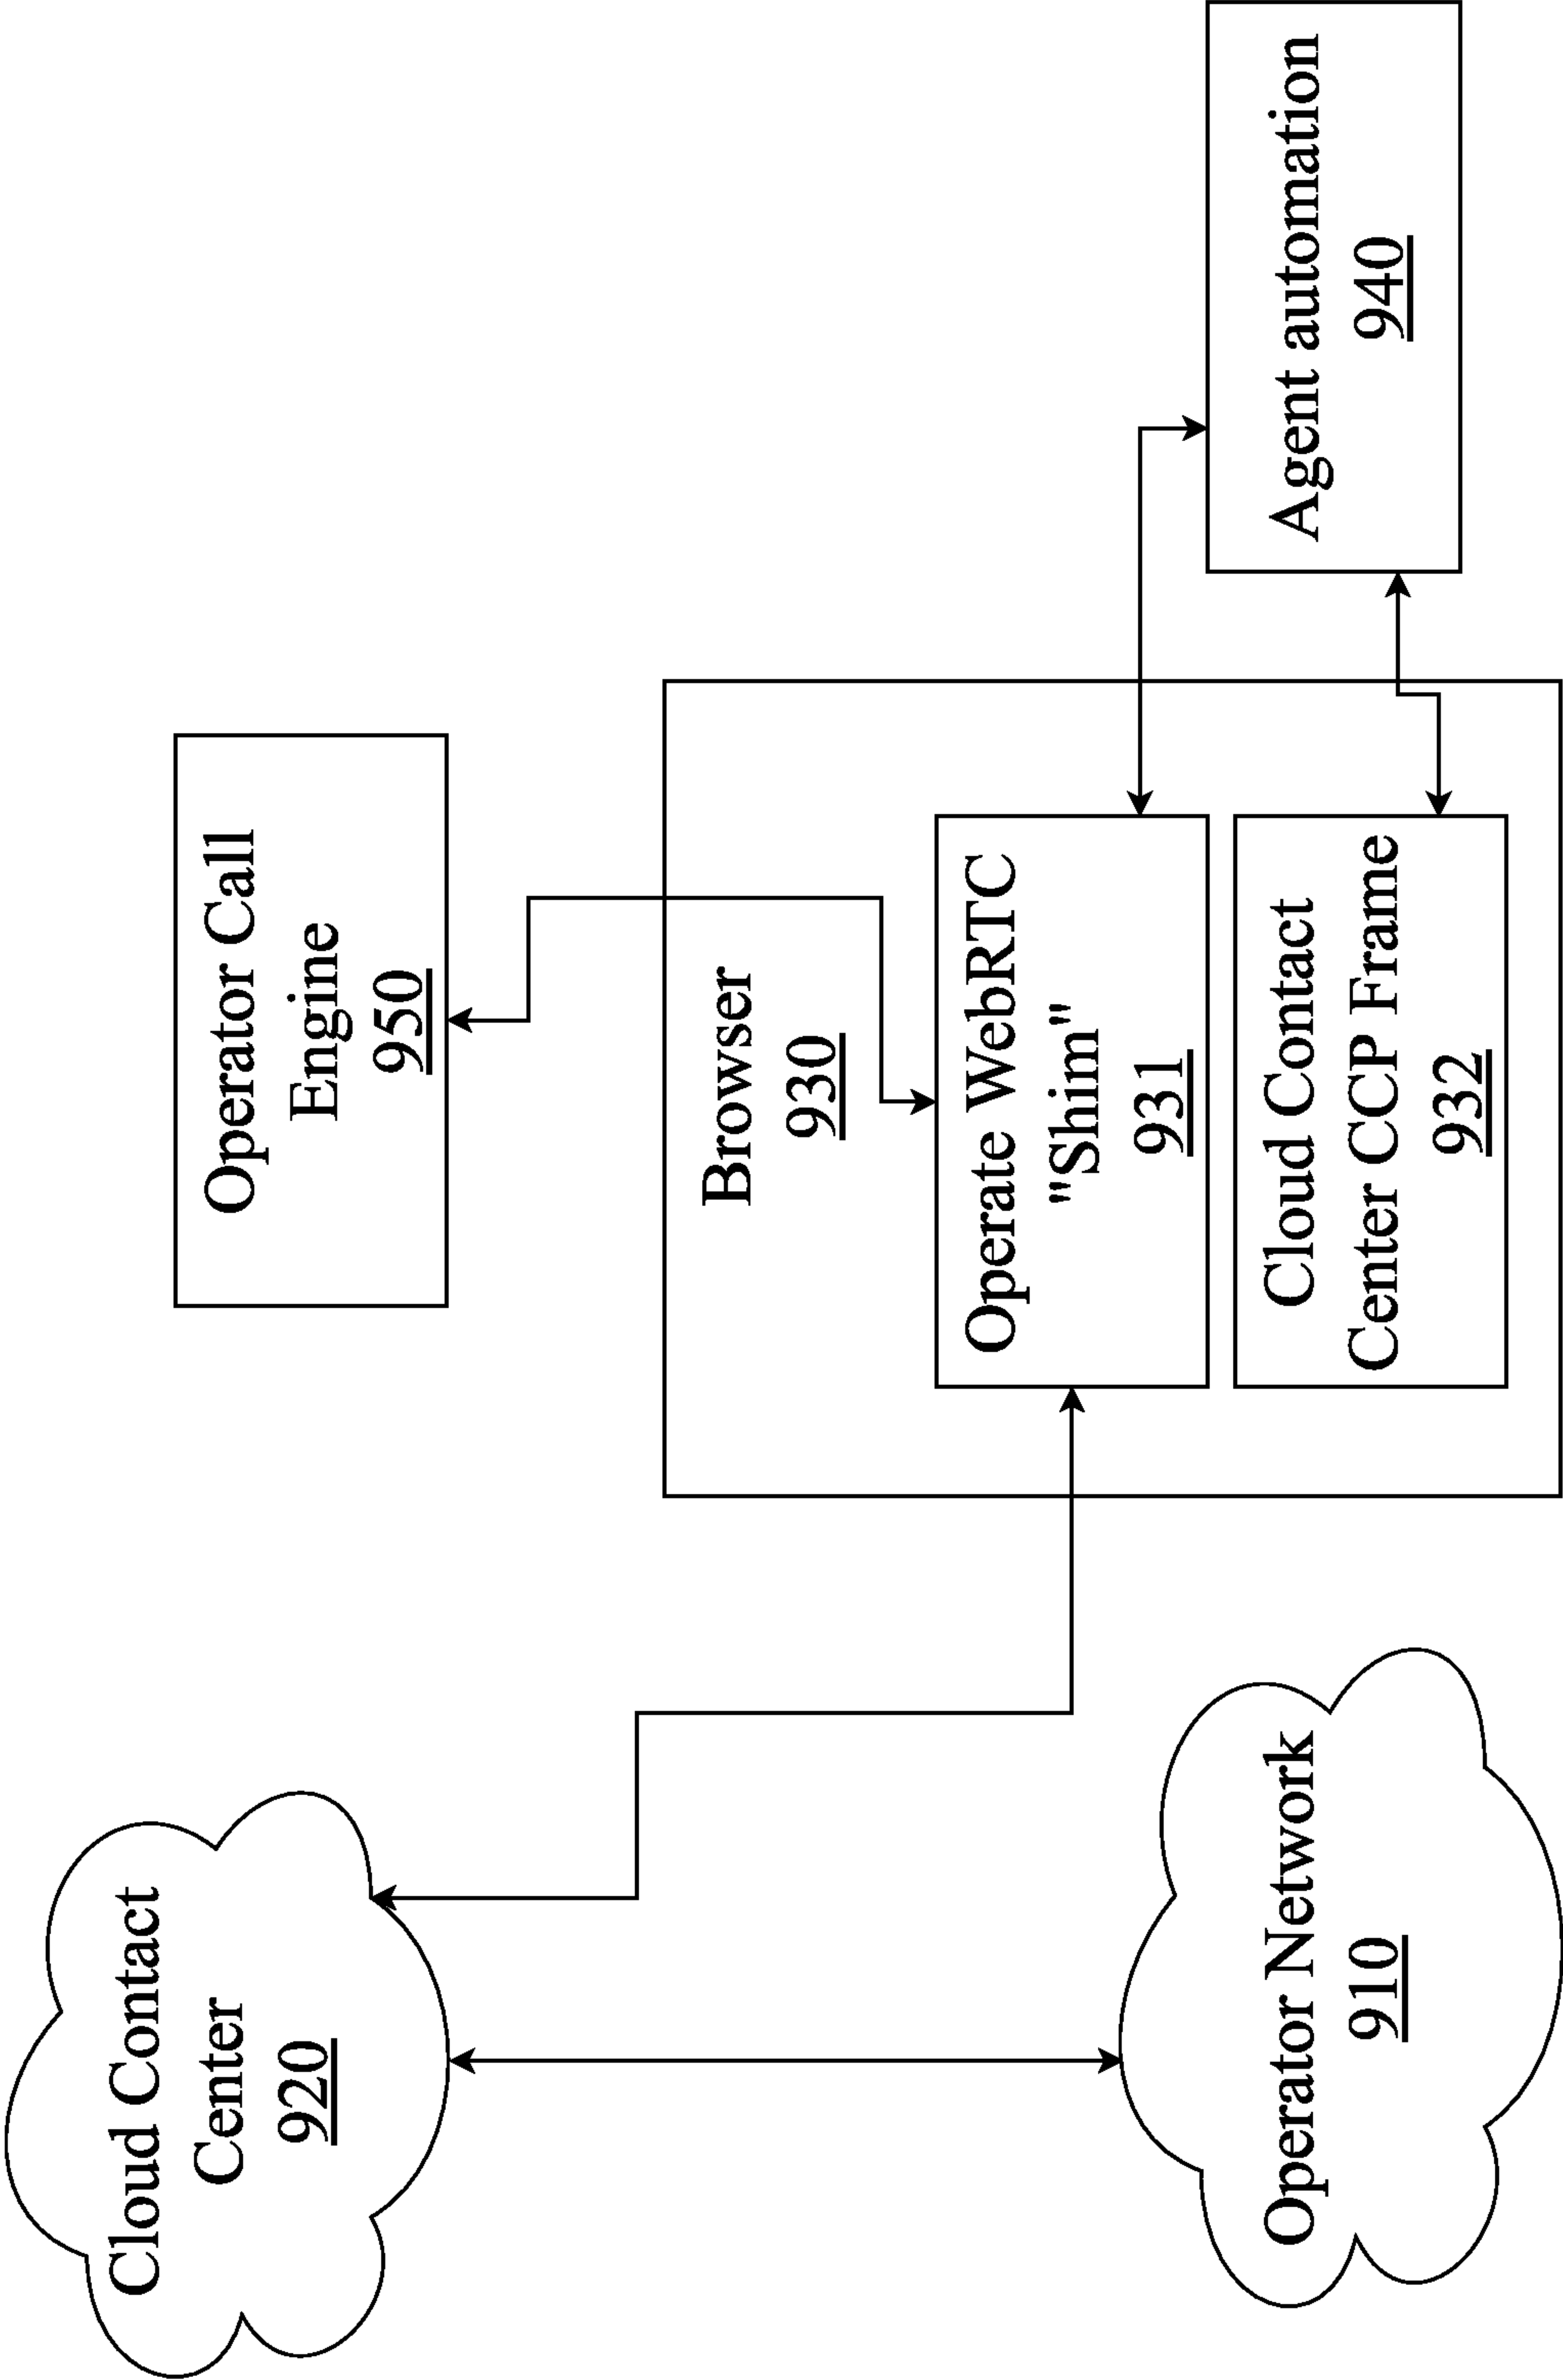 Cloud Contact
Center
920
Operator Network
910
Operator Call
Engine
950
Browser
930
Operate WebRTC
"Shim"
931
Cloud Contact
Center CCP Frame
932
Agent automation
940